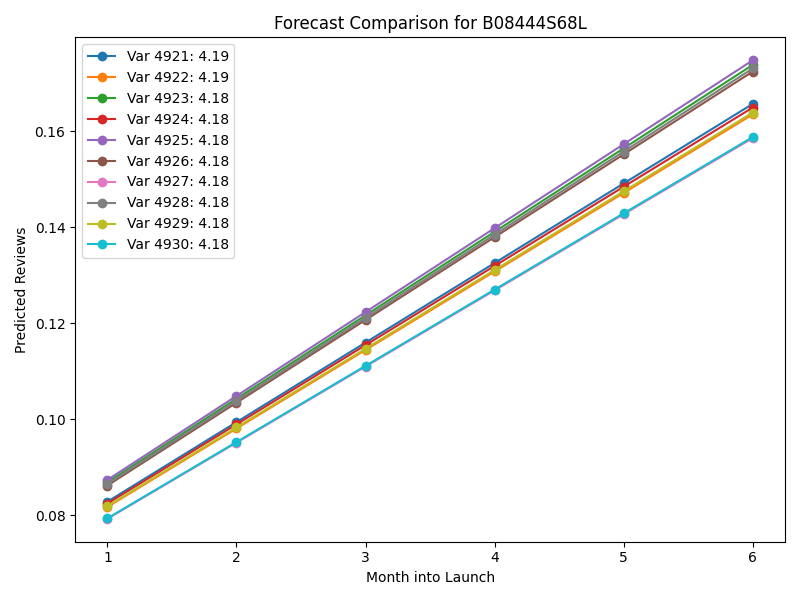 Forecast Comparison for B08444S68L
Var 4921: 4.19
Var 4922: 4.19
Var 4923: 4.18
Var 4924: 4.18
Var 4925: 4.18
Var 4926: 4.18
Var 4927: 4.18
Var 4928: 4.18
Var 4929: 4.18
Var 4930: 4.18
Predicted Reviews
0.16
0.14
0.12
0.10
0.08
1 2 3 4 5 6
Month into Launch